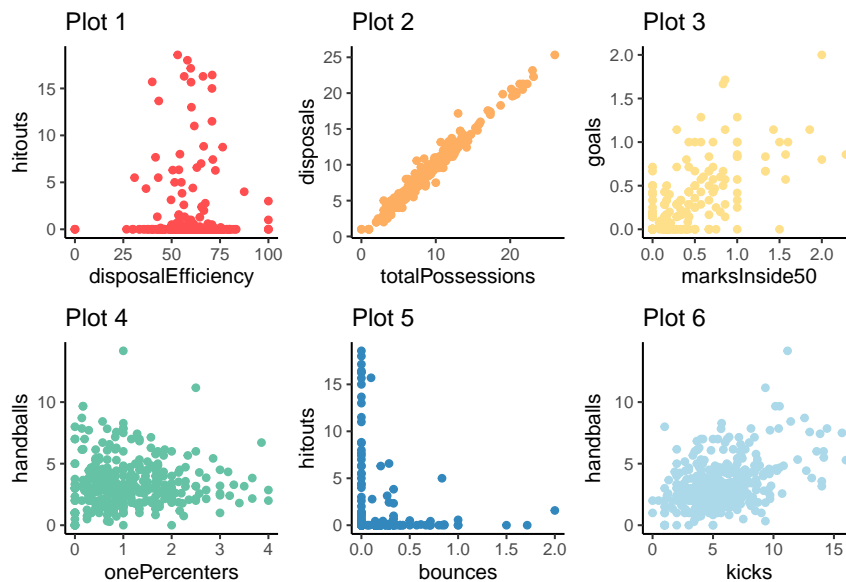 Plot 1
hitouts
15
10
5
0
0 25 50 75 100
disposalEfficiency
Plot 2
disposals
25
20
15
10
5
0
0 10 20
totalPossessions
Plot 3
goals
2.0
1.5
1.0
0.5
0.0
0.0 0.5 1.0 1.5 2.0
marksInside50
Plot 4
handballs
10
5
0
0 1 2 3 4
onePercenters
Plot 5
hitouts
15
10
5
0
0.0 0.5 1.0 1.5 2.0
bounces
Plot 6
handballs
10
5
0
0 5 10 15
kicks